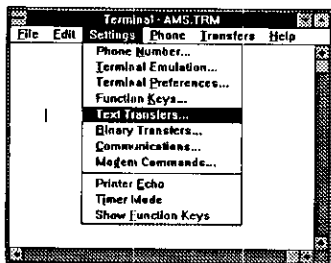 Terminal - AMS.TRM
File Edit Settings Phone Transfers Help
Phone Number...
Terminal Emulation...
Terminal Preferences...
Function Keys...
Text Transfers...
Binary Transfers...
Communications...
Modem Commands...
Printer Echo
Timer Mode
Show Function Keys